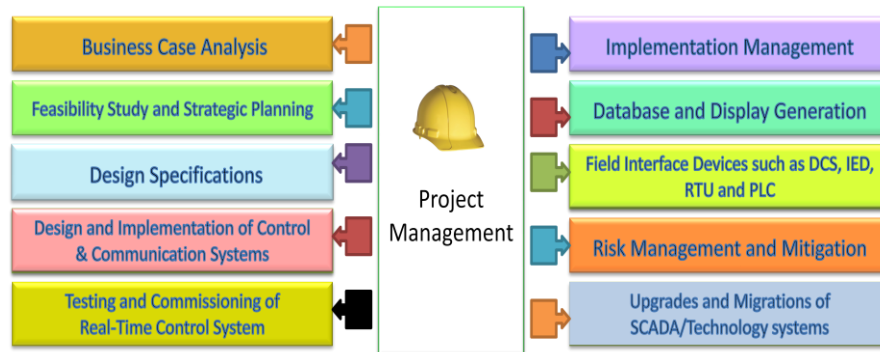 Business Case Analysis
Feasibility Study and Strategic Planning
Design Specifications
Design and Implementation of Control
& Communication Systems
Testing and Commissioning of
Real-Time Control System
Project
Management
Implementation Management
Database and Display Generation
Field Interface Devices such as DCS, IED,
RTU and PLC
Risk Management and Mitigation
Upgrades and Migrations of
SCADA/Technology systems